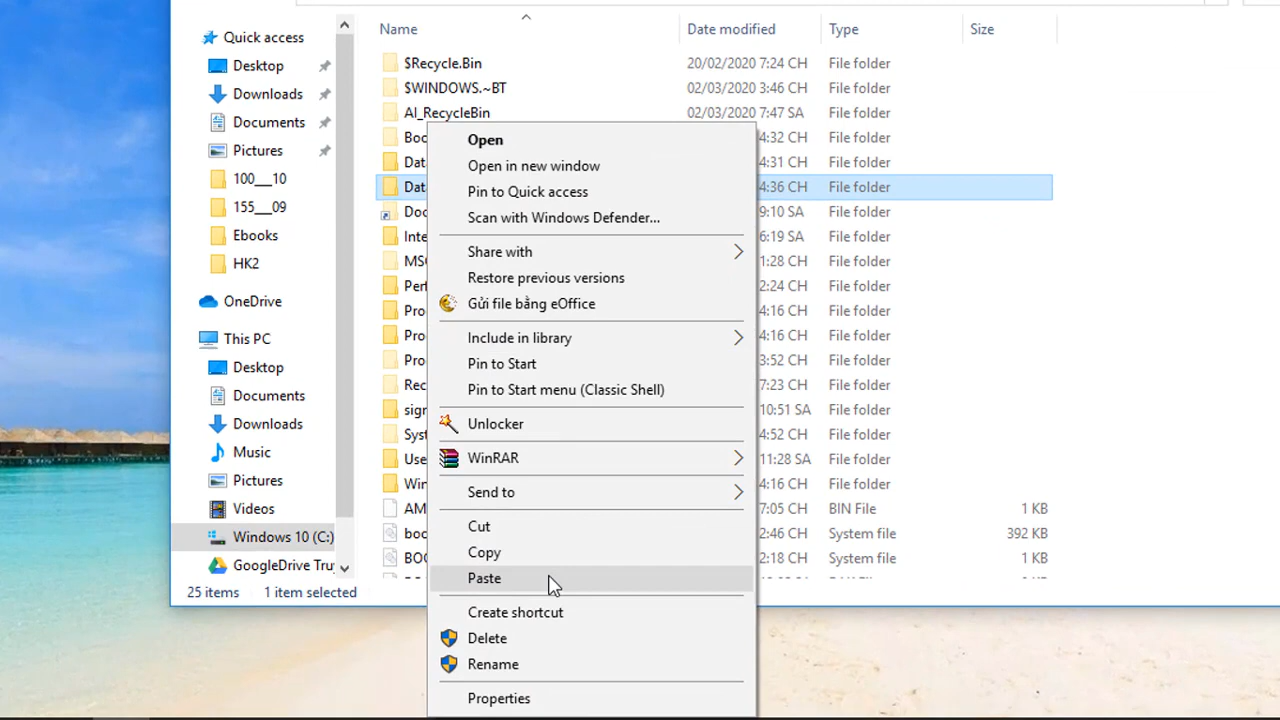 Name Date modified Type Size
Quick access
Desktop
Downloads
Documents
Pictures
100___10
155___09
Ebooks
HK2
OneDrive
This PC
Desktop
Documents
Downloads
Music
Pictures
Videos
Windows 10 (C:)
GoogleDrive Tru
$Recycle.Bin 20/02/2020 7:24 CH File folder
$WINDOWS.~BT 02/03/2020 3:46 CH File folder
AI_RecycleBin 02/03/2020 7:47 SA File folder
Boo 4:32 CH File folder
Dat 4:31 CH File folder
Dat 4:36 CH File folder
Doc 9:10 SA File folder
Inte 6:19 SA File folder
MSO 1:28 CH File folder
Perf 2:24 CH File folder
Pro 4:16 CH File folder
Pro 4:16 CH File folder
Pro 3:52 CH File folder
Rec 7:23 CH File folder
sigr 10:51 SA File folder
Syst 4:52 CH File folder
Use 11:28 SA File folder
Win 4:16 CH File folder
AM 7:05 CH BIN File 1 KB
boo 2:46 CH System file 392 KB
BOO 2:18 CH System file 1 KB
Open
Open in new window
Pin to Quick access
Scan with Windows Defender...
Share with
Restore previous versions
Gửi file bằng eOffice
Include in library
Pin to Start
Pin to Start menu (Classic Shell)
Unlocker
WinRAR
Send to
Cut
Copy
Paste
Create shortcut
Delete
Rename
Properties
25 items 1 item selected